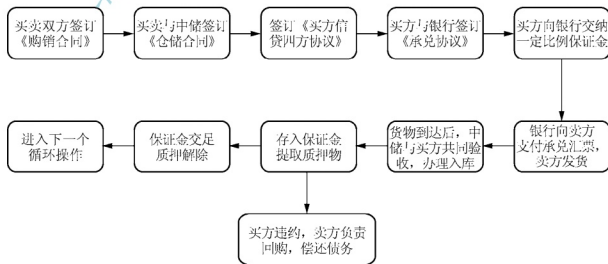 买卖双方签订
《购销合同》
买卖与中储签订
《仓储合同》
签订《买方信
贷四方协议》
买方与银行签订
《承兑协议》
买方向银行交纳
一定比例保证金
进入下一个
循环操作
保证金交足
质押解除
存入保证金
提取质押物
货物到达后，中
储与买方共同验
收，办理入库
银行向卖方
支付承兑汇票，
卖方发货
买方违约，卖方负责
回购，偿还债务